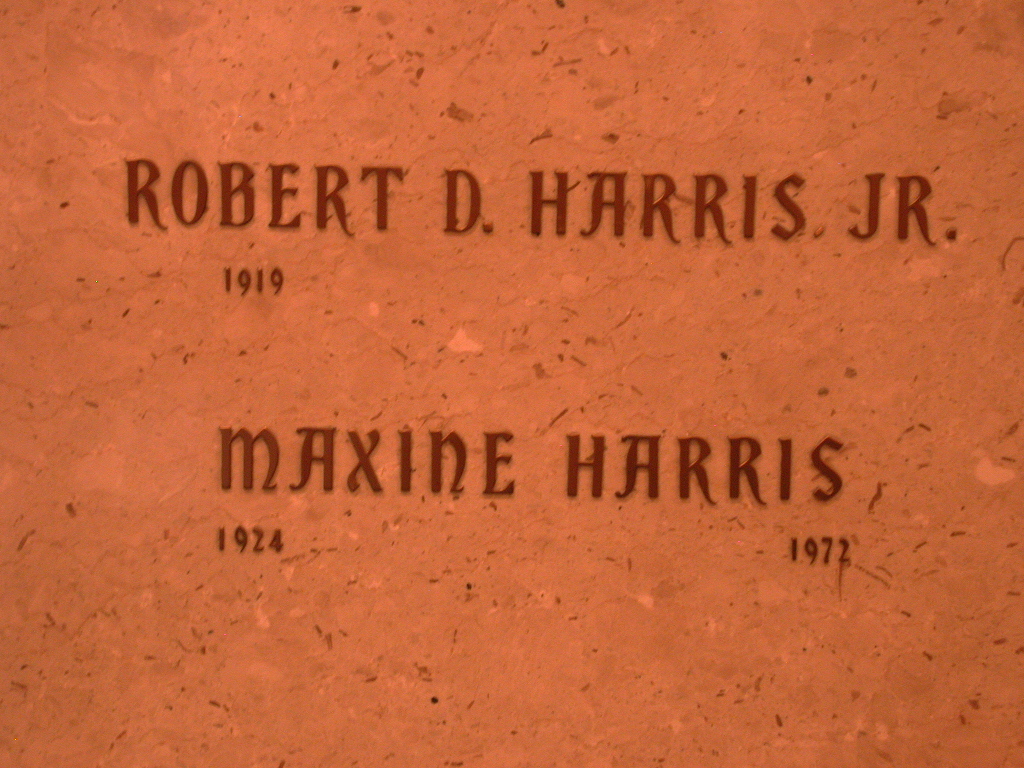 ROBERT D. HARRIS. JR.
1919
MAXINE HARRIS
1924 1972